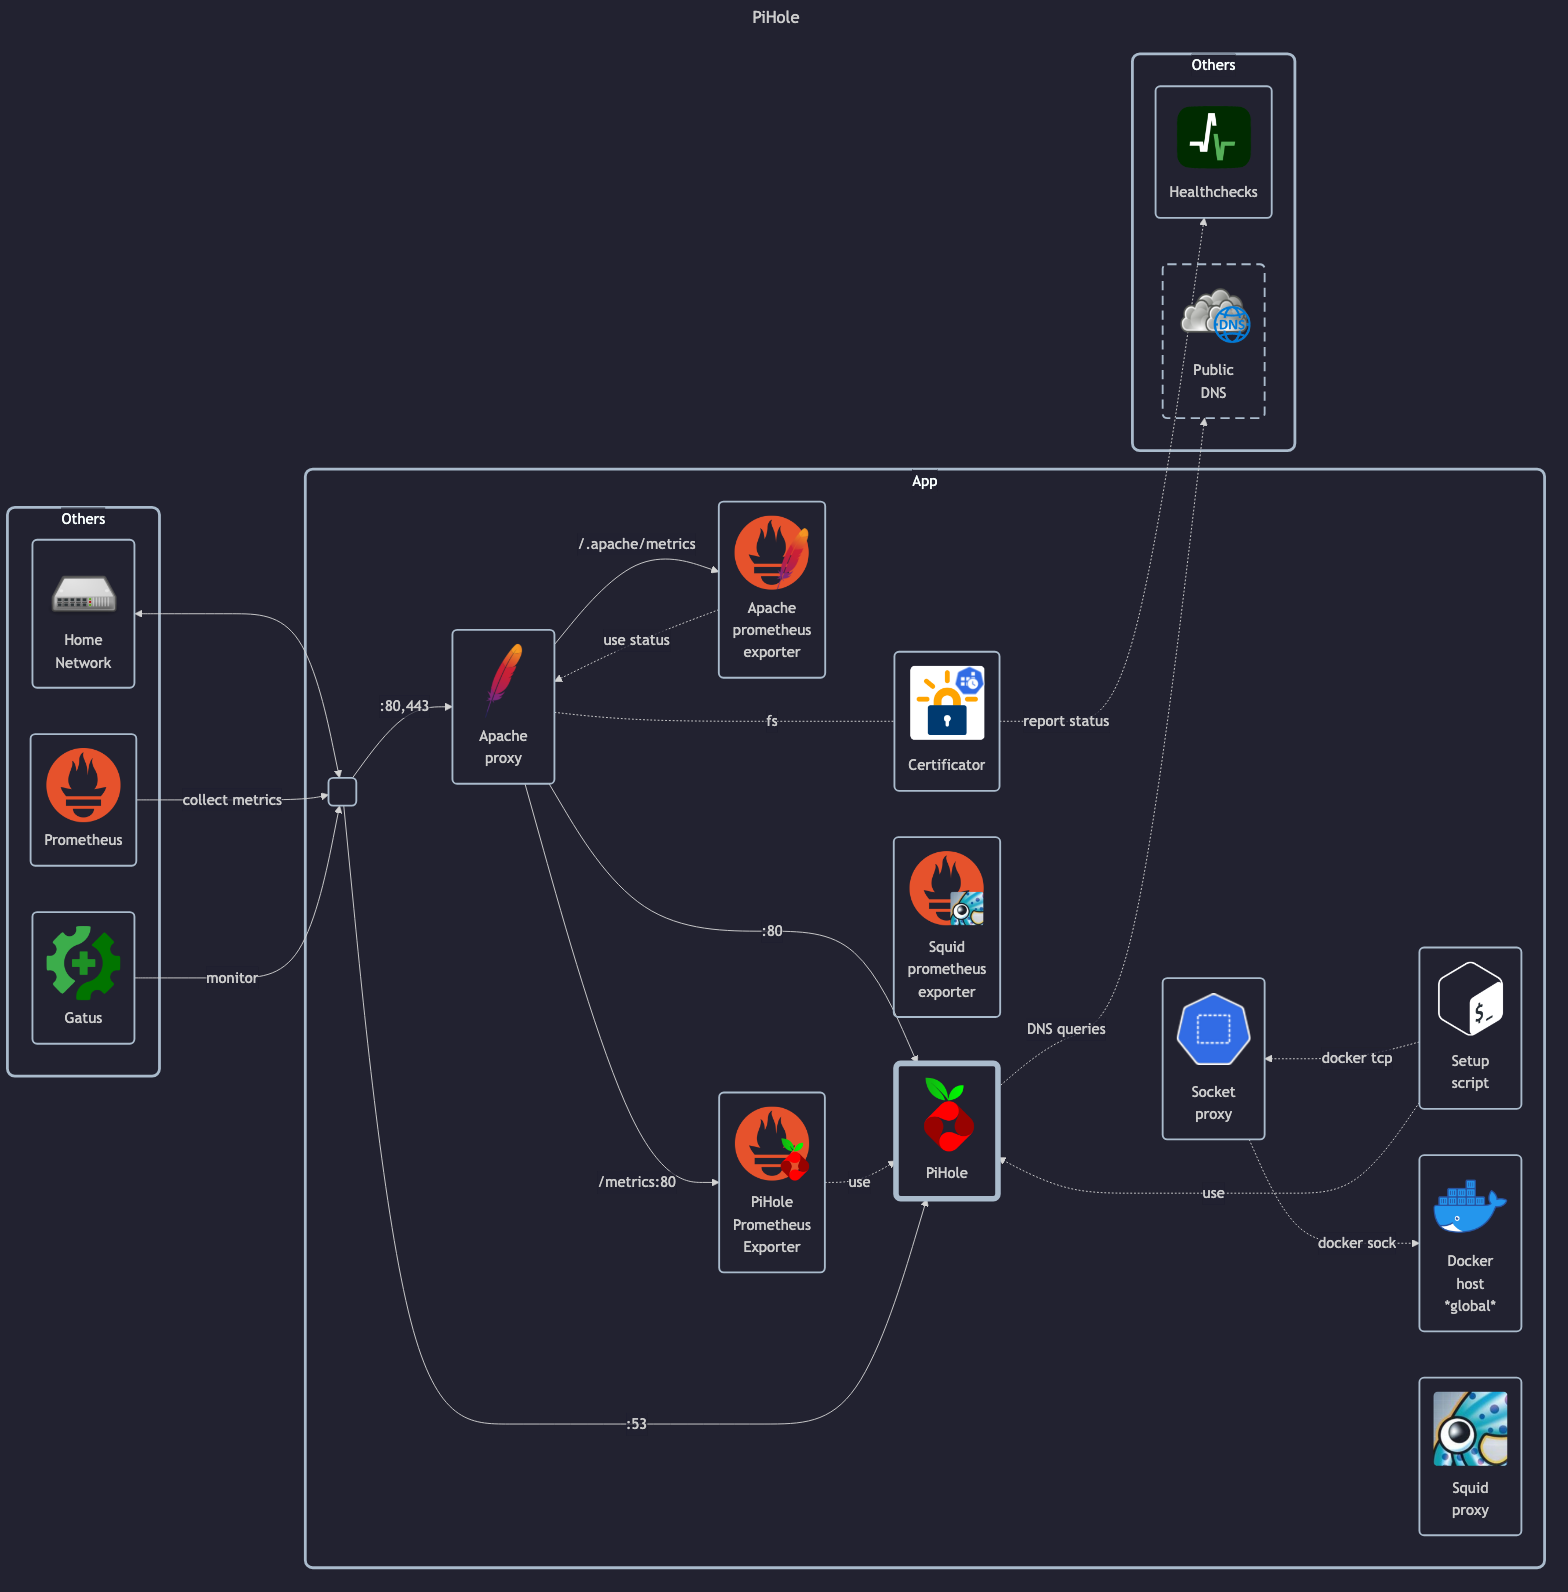 PiHole
Others
Healthchecks
DNS
Public
DNS
App
Others
Home
Network
Prometheus
collect metrics
Gatus
monitor
:80,443
Apache
proxy
/.apache/metrics
use status
Apache
prometheus
exporter
fs
Certificator
report status
:80
Squid
prometheus
exporter
DNS queries
/metrics:80
PiHole
Prometheus
Exporter
use
PiHole
:53
Socket
proxy
docker tcp
$_
Setup
script
use
docker sock
Docker
host
*global*
Squid
proxy